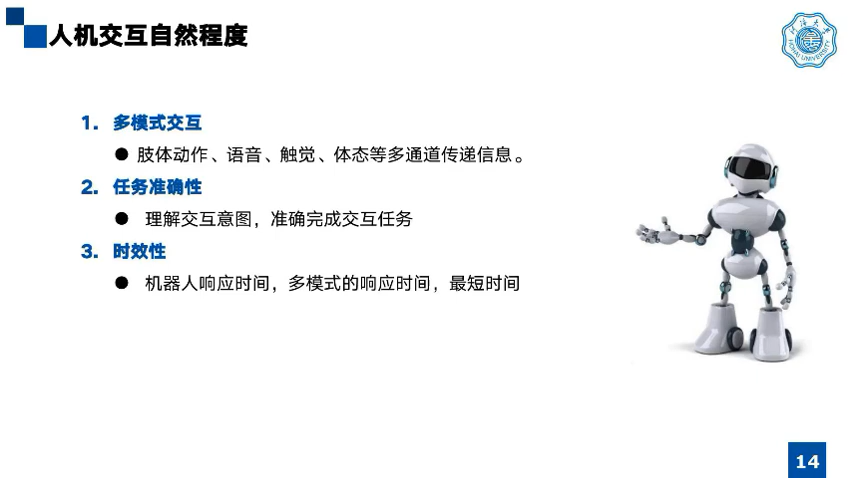 人机交互自然程度
1. 多模式交互
● 肢体动作、语音、触觉、体态等多通道传递信息。
2. 任务准确性
● 理解交互意图，准确完成交互任务
3. 时效性
● 机器人响应时间，多模式的响应时间，最短时间
HOHAI UNIVERSITY
14